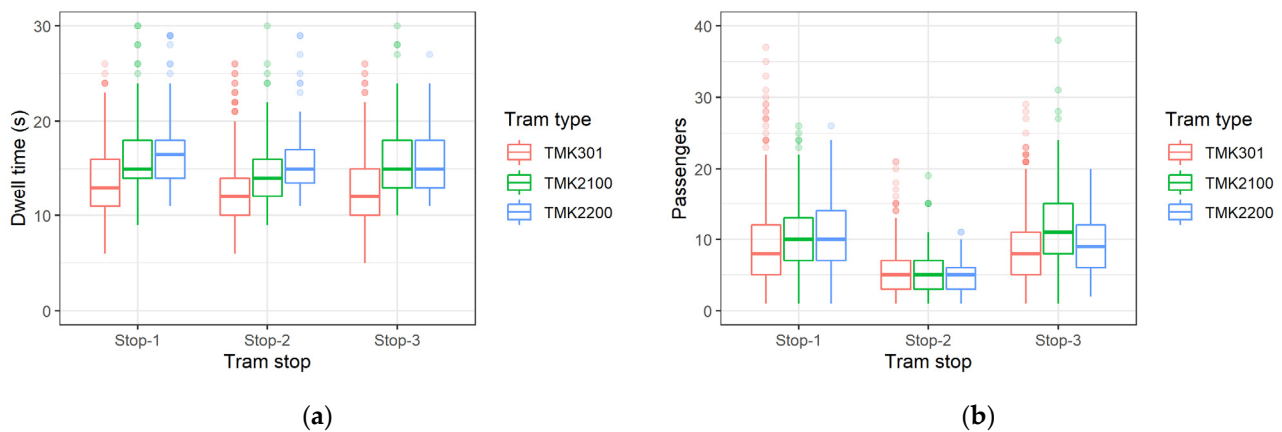 30
20
10
0
Dwell time (s)
Stop-1 Stop-2 Stop-3
Tram stop
Tram type
TMK301
TMK2100
TMK2200
(a)
40
30
20
10
0
Passengers
Stop-1 Stop-2 Stop-3
Tram stop
Tram type
TMK301
TMK2100
TMK2200
(b)